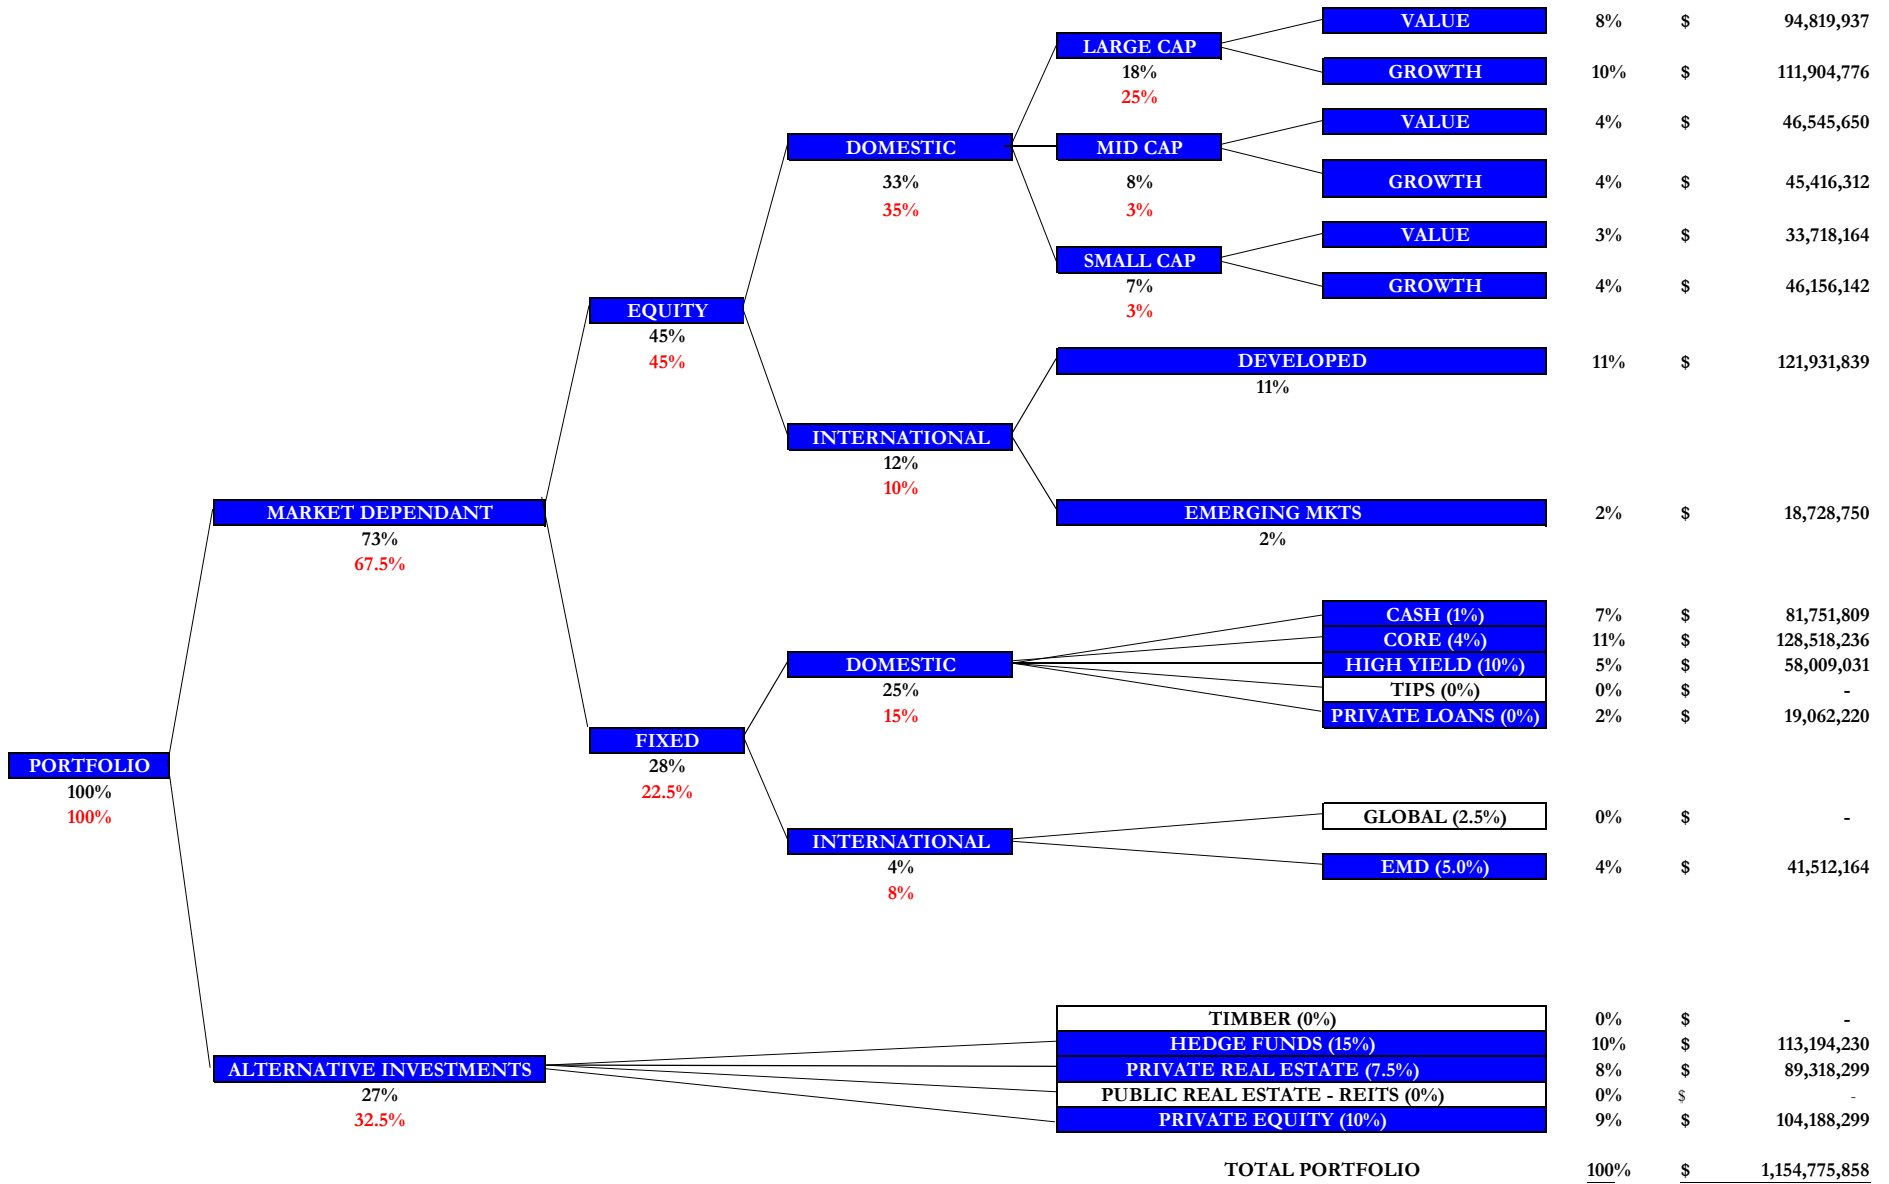 VALUE 8% $ 94,819,937
LARGE CAP
18%
25%
GROWTH 10% $ 111,904,776
VALUE 4% $ 46,545,650
DOMESTIC MID CAP
33% 8%
35% 3%
GROWTH 4% $ 45,416,312
VALUE 3% $ 33,718,164
SMALL CAP
7%
3%
GROWTH 4% $ 46,156,142
EQUITY
45%
45%
DEVELOPED 11% $ 121,931,839
11%
INTERNATIONAL
12%
10%
MARKET DEPENDANT
73%
67.5%
EMERGING MKTS 2% $ 18,728,750
2%
CASH (1%) 7% $ 81,751,809
CORE (4%) 11% $ 128,518,236
DOMESTIC
25%
15%
HIGH YIELD (10%) 5% $ 58,009,031
TIPS (0%) 0% $ -
PRIVATE LOANS (0%) 2% $ 19,062,220
FIXED
28%
22.5%
PORTFOLIO
100%
100%
GLOBAL (2.5%) 0% $ -
INTERNATIONAL
4%
8%
EMD (5.0%) 4% $ 41,512,164
TIMBER (0%) 0% $ -
HEDGE FUNDS (15%) 10% $ 113,194,230
ALTERNATIVE INVESTMENTS
27%
32.5%
PRIVATE REAL ESTATE (7.5%) 8% $ 89,318,299
PUBLIC REAL ESTATE - REITS (0%) 0% $ -
PRIVATE EQUITY (10%) 9% $ 104,188,299
TOTAL PORTFOLIO 100% $ 1,154,775,858